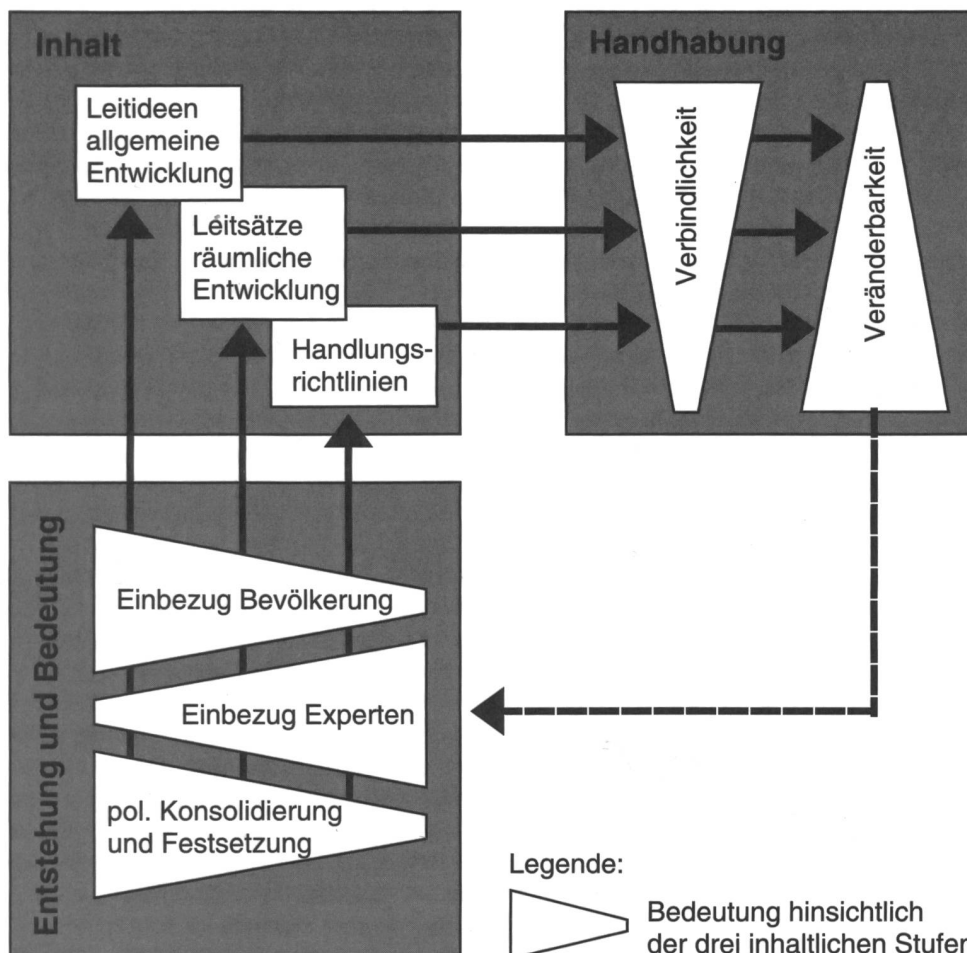 Inhalt
Leitideen
allgemeine
Entwicklung
Leitsätze
räumliche
Entwicklung
Handlungs-
richtlinien
Handhabung
Verbindlichkeit
Veränderbarkeit
Entstehung und Bedeutung
Einbezug Bevölkerung
Einbezug Experten
pol. Konsolidierung
und Festsetzung
Legende:
Bedeutung hinsichtlich
der drei inhaltlichen Stufen